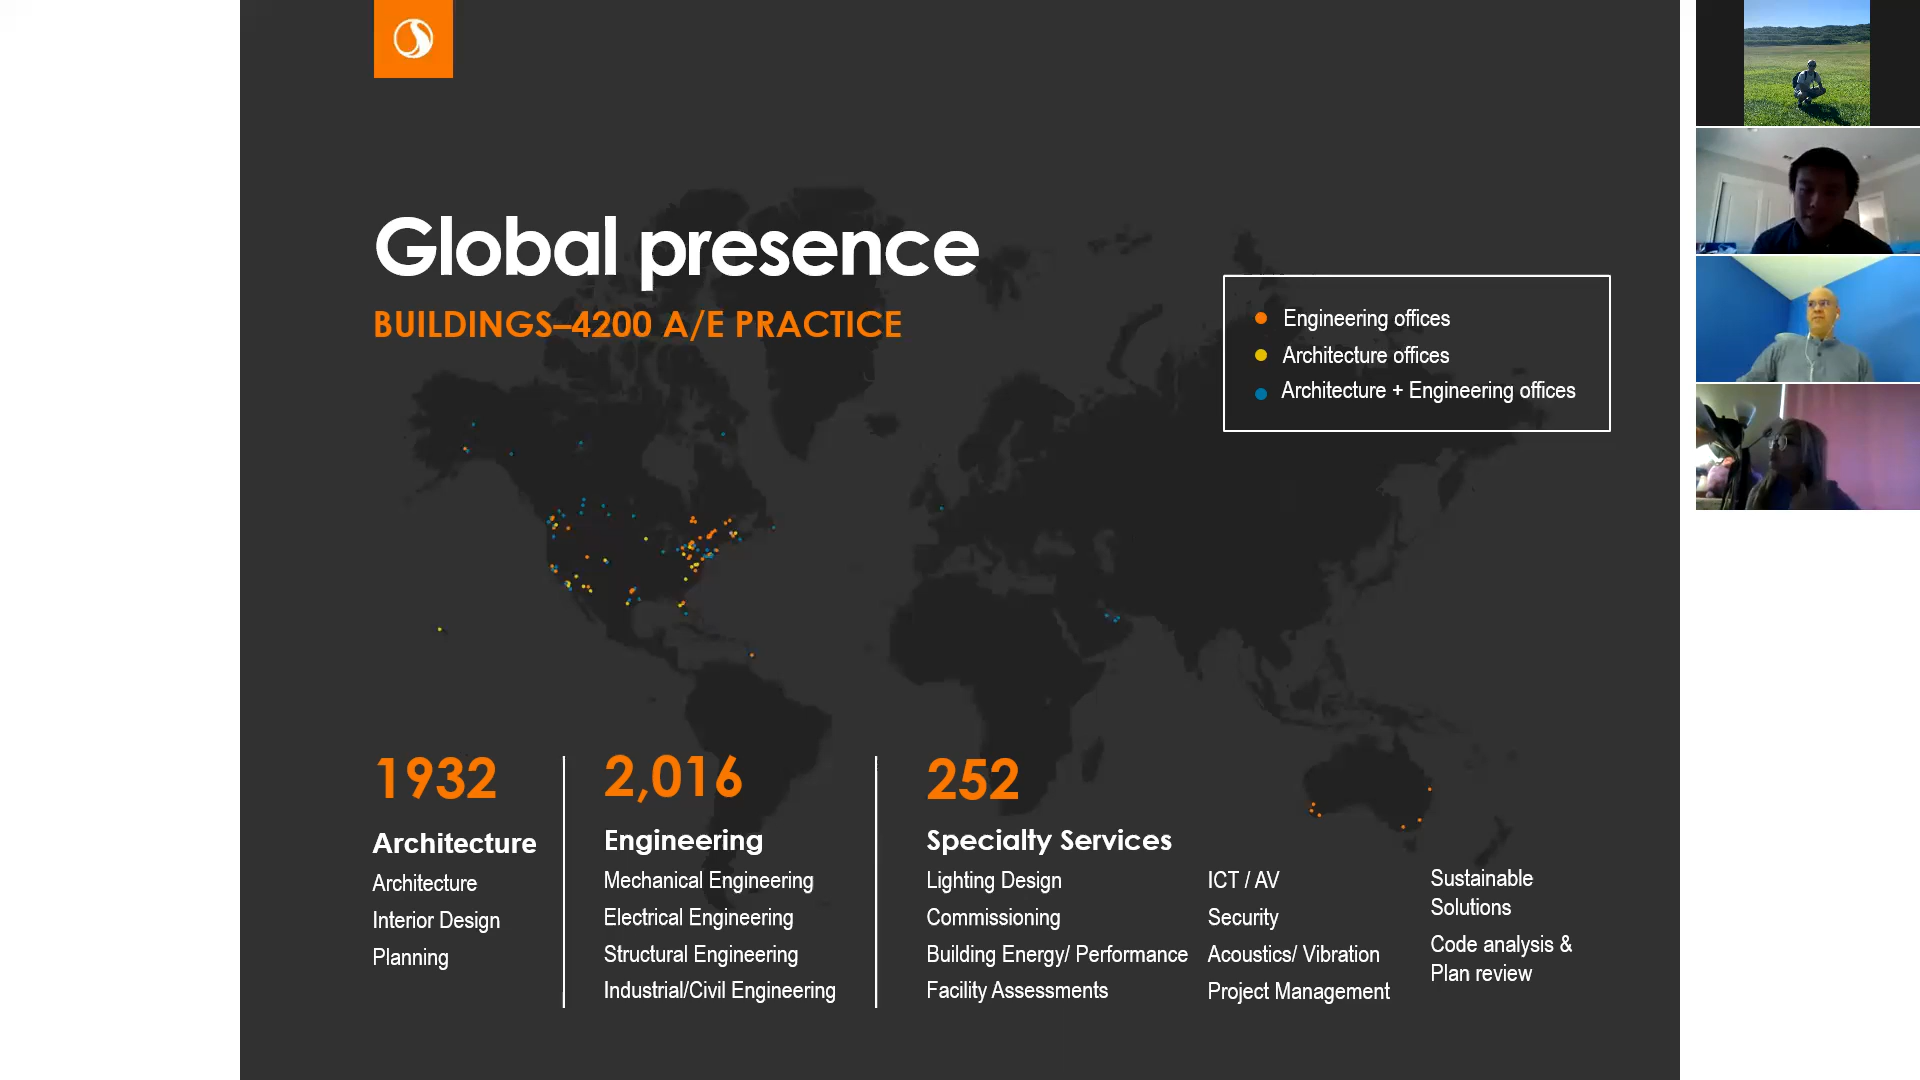 Global presence
BUILDINGS–4200 A/E PRACTICE
Engineering offices
Architecture offices
Architecture + Engineering offices
1932
Architecture
Architecture
Interior Design
Planning
2,016
Engineering
Mechanical Engineering
Electrical Engineering
Structural Engineering
Industrial/Civil Engineering
252
Specialty Services
Lighting Design
Commissioning
Building Energy/ Performance
Facility Assessments
ICT / AV
Security
Acoustics/ Vibration
Project Management
Sustainable
Solutions
Code analysis &
Plan review